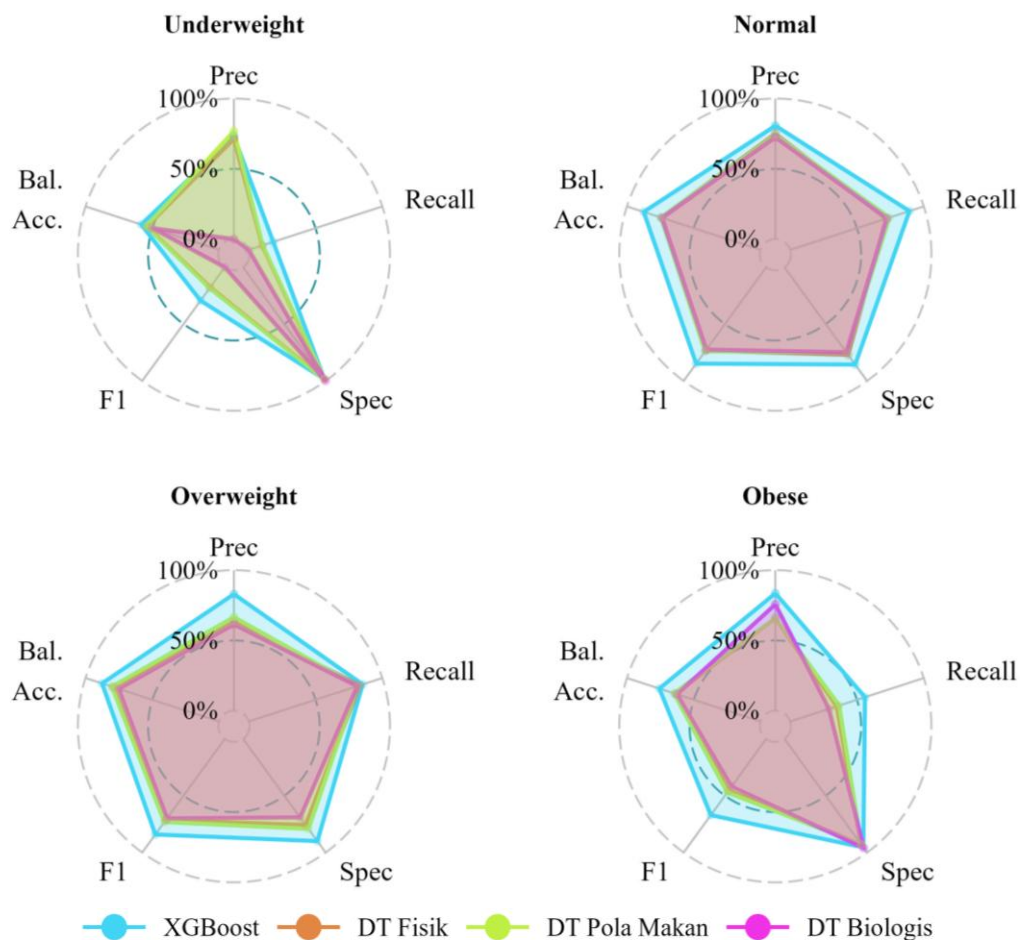 Underweight
Prec
100%
50%
0%
Bal.
Acc.
Recall
F1
Spec
Normal
Prec
100%
50%
0%
Bal.
Acc.
Recall
F1
Spec
Overweight
Prec
100%
50%
0%
Bal.
Acc.
Recall
F1
Spec
Obese
Prec
100%
50%
0%
Bal.
Acc.
Recall
F1
Spec
XGBoost DT Fisik DT Pola Makan DT Biologis